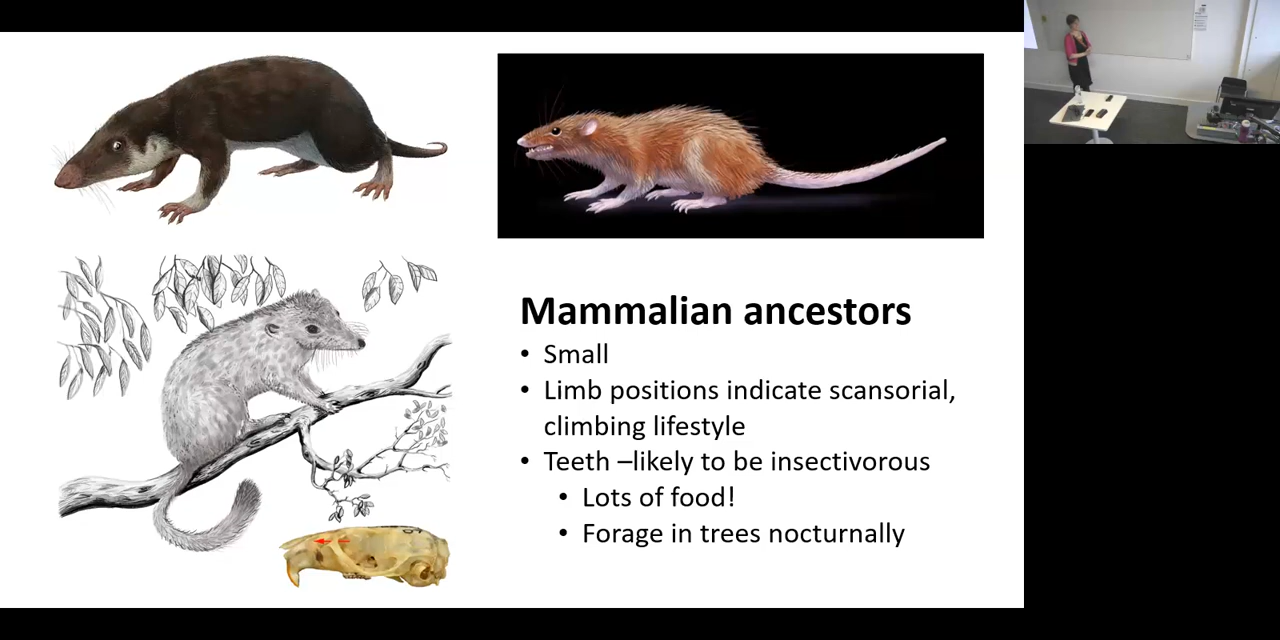 Mammalian ancestors
• Small
• Limb positions indicate scansorial,
climbing lifestyle
• Teeth –likely to be insectivorous
• Lots of food!
• Forage in trees nocturnally